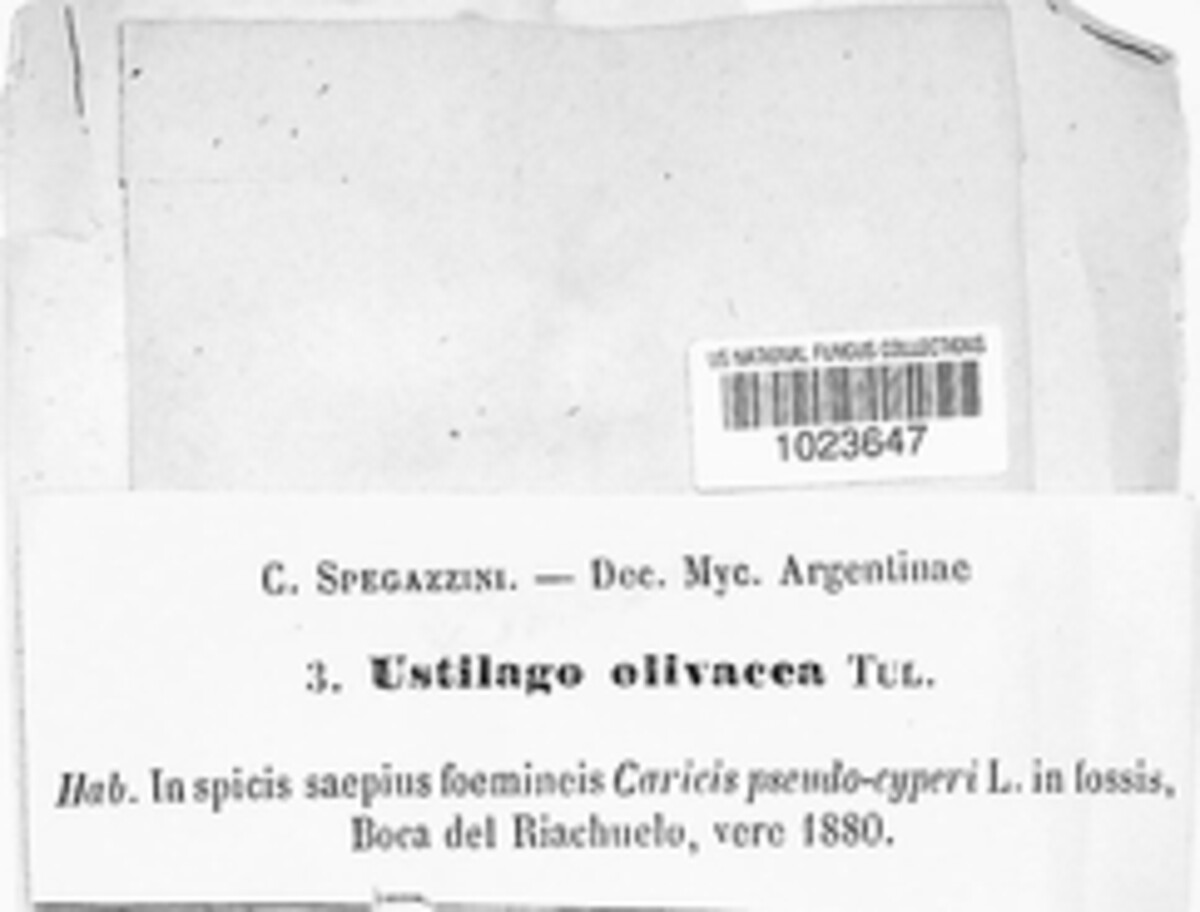 US NATIONAL FUNGUS COLLECTIONS
1023647
C. SPEGAZZINI. — Dec. Myc. Argentinae
3. Ustilago olivacea TUL.
Hab. In spicis saepius foemineis Caricis pseudo-cyperi L. in fossis,
Boca del Riachuelo, vere 1880.